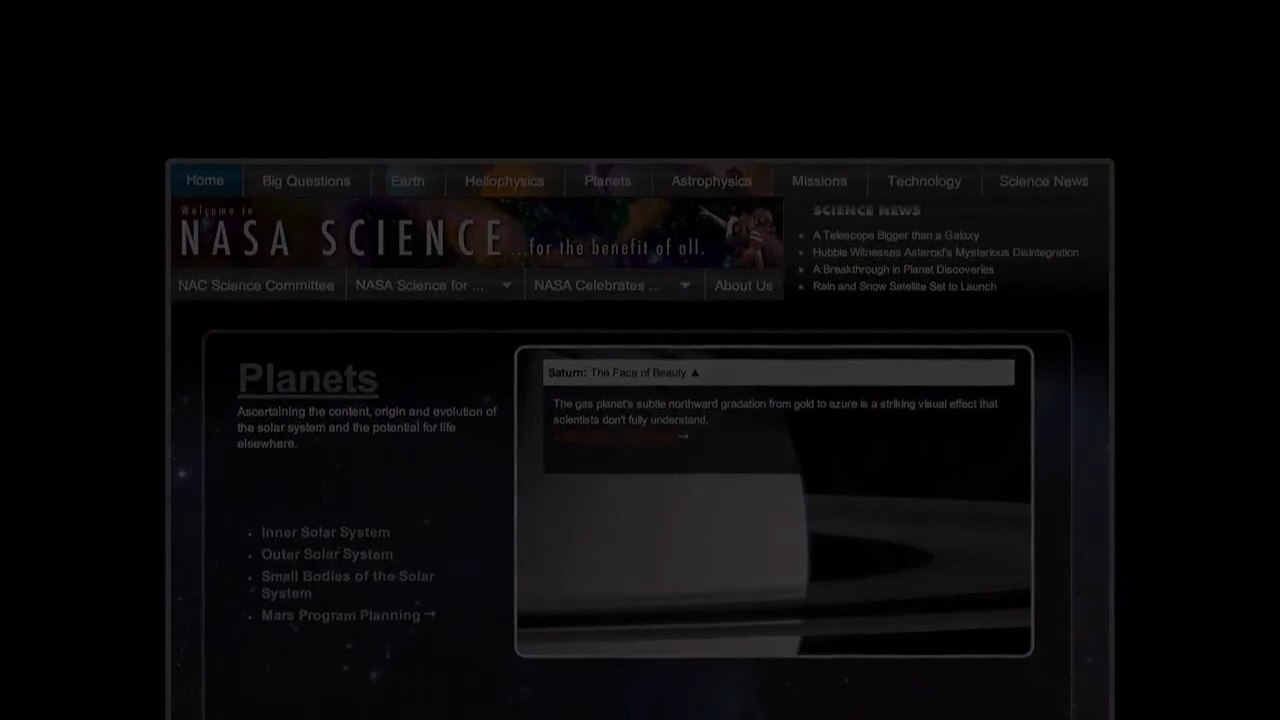 Home Big Questions Earth Heliophysics Planets Astrophysics Missions Technology Science News
Welcome to
NASA SCIENCE ...for the benefit of all.
SCIENCE NEWS
A Telescope Bigger than a Galaxy
Hubble Witnesses Asteroid's Mysterious Disintegration
A Breakthrough in Planet Discoveries
Rain and Snow Satellite Set to Launch
NAC Science Committee NASA Science for ... NASA Celebrates ... About Us
Planets
Ascertaining the content, origin and evolution of
the solar system and the potential for life
elsewhere.
Inner Solar System
Outer Solar System
Small Bodies of the Solar
System
Mars Program Planning
Saturn: The Face of Beauty
The gas planet's subtle northward gradation from gold to azure is a striking visual effect that
scientists don't fully understand.